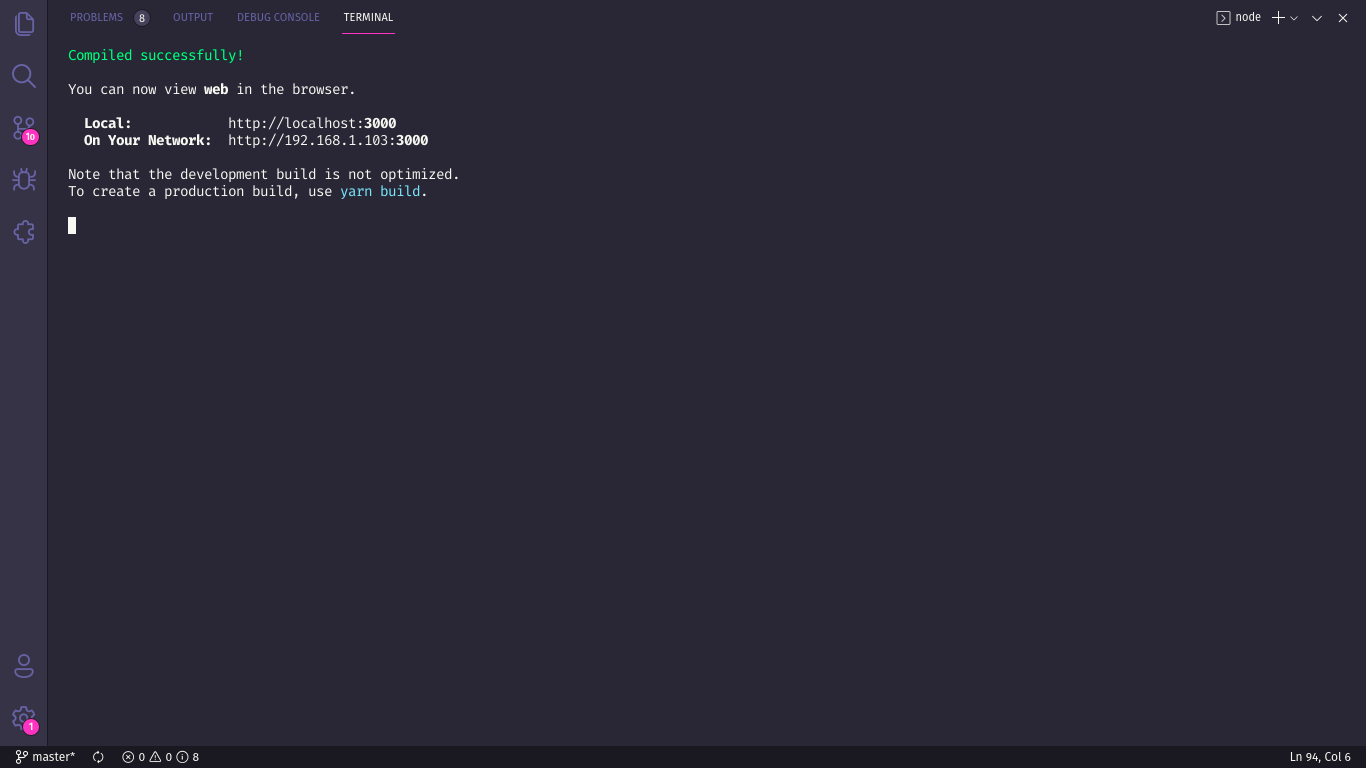 PROBLEMS 8 OUTPUT DEBUG CONSOLE TERMINAL node
Compiled successfully!
You can now view web in the browser.
Local: http://localhost:3000
On Your Network: http://192.168.1.103:3000
Note that the development build is not optimized.
To create a production build, use yarn build.
10
1
master* 0 0 8 Ln 94, Col 6